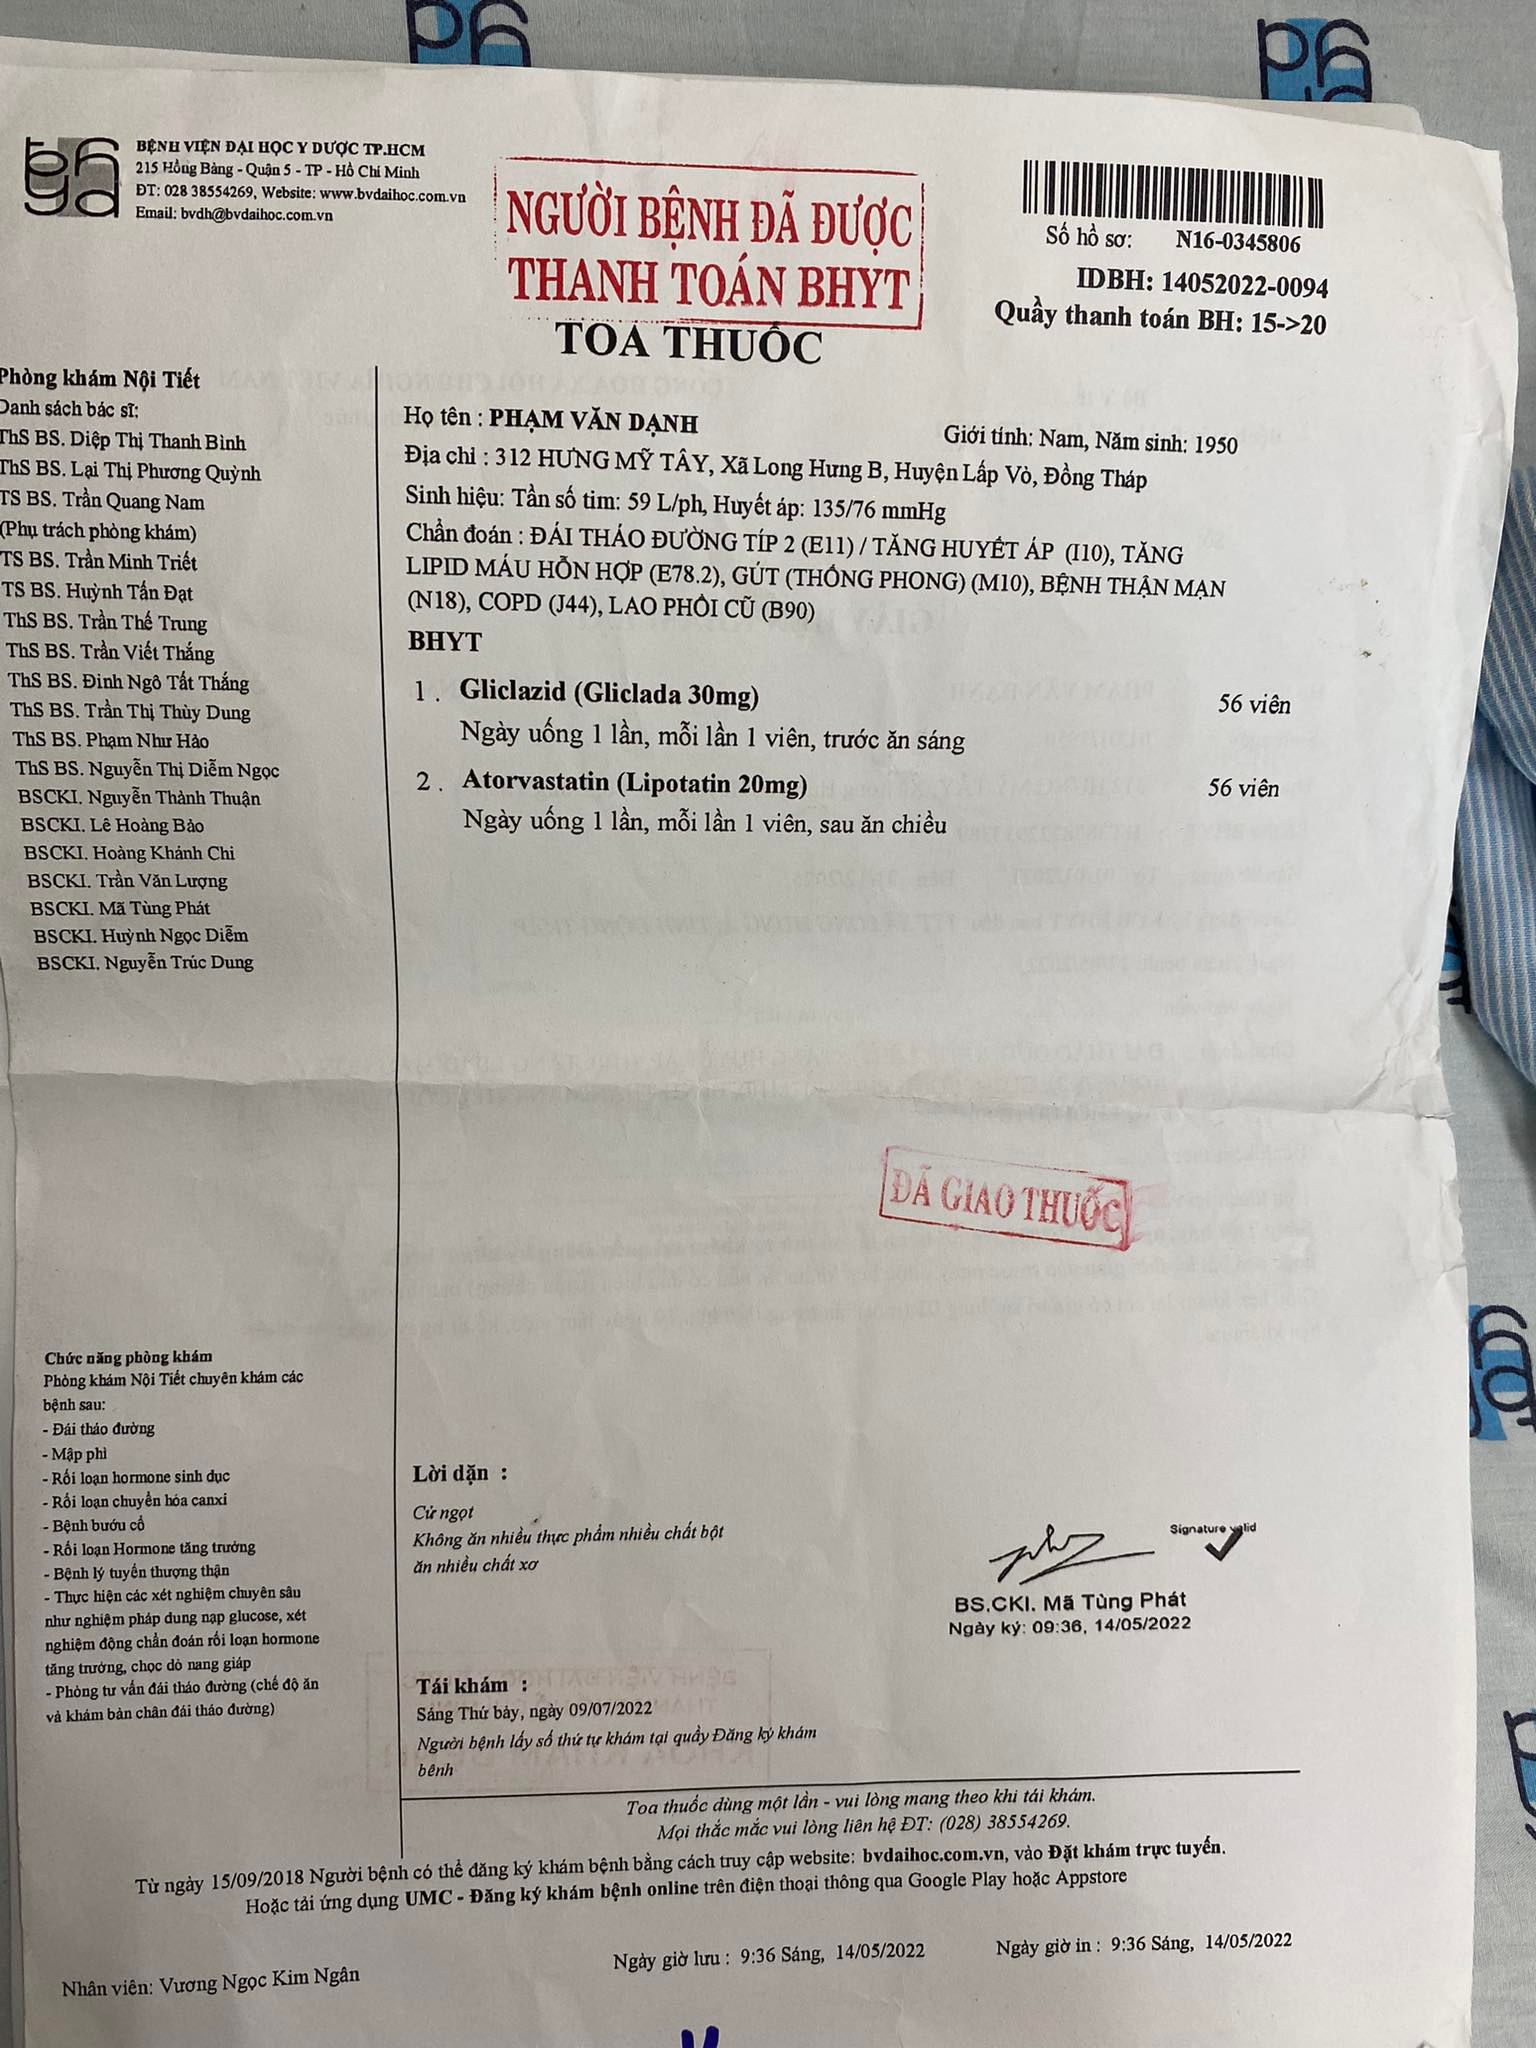 BỆNH VIỆN ĐẠI HỌC Y DƯỢC TP.HCM
215 Hồng Bàng - Quận 5 - TP - Hồ Chí Minh
ĐT: 028 38554269, Website: www.bvdaihoc.com.vn
Email: bvdh@bvdaihoc.com.vn
NGƯỜI BỆNH ĐÃ ĐƯỢC
THANH TOÁN BHYT
Số hồ sơ: N16-0345806
IDBH: 14052022-0094
Quầy thanh toán BH: 15->20
TOA THUỐC
Phòng khám Nội Tiết
Danh sách bác sĩ:
ThS BS. Diệp Thị Thanh Bình
ThS BS. Lại Thị Phương Quỳnh
TS BS. Trần Quang Nam
(Phụ trách phòng khám)
TS BS. Trần Minh Triết
TS BS. Huỳnh Tấn Đạt
ThS BS. Trần Thế Trung
ThS BS. Trần Viết Thắng
ThS BS. Đinh Ngô Tất Thắng
ThS BS. Trần Thị Thùy Dung
ThS BS. Phạm Như Hảo
ThS BS. Nguyễn Thị Diễm Ngọc
BSCKI. Nguyễn Thành Thuận
BSCKI. Lê Hoàng Bảo
BSCKI. Hoàng Khánh Chi
BSCKI. Trần Văn Lượng
BSCKI. Mã Tùng Phát
BSCKI. Huỳnh Ngọc Diễm
BSCKI. Nguyễn Trúc Dung
Họ tên : PHẠM VĂN DẠNH
Giới tính: Nam, Năm sinh: 1950
Địa chỉ : 312 HƯNG MỸ TÂY, Xã Long Hưng B, Huyện Lấp Vò, Đồng Tháp
Sinh hiệu: Tần số tim: 59 L/ph, Huyết áp: 135/76 mmHg
Chẩn đoán : ĐÁI THÁO ĐƯỜNG TÍP 2 (E11) / TĂNG HUYẾT ÁP (I10), TĂNG
LIPID MÁU HỖN HỢP (E78.2), GÚT (THỐNG PHONG) (M10), BỆNH THẬN MẠN
(N18), COPD (J44), LAO PHỔI CŨ (B90)
BHYT
1 . Gliclazid (Gliclada 30mg) 56 viên
Ngày uống 1 lần, mỗi lần 1 viên, trước ăn sáng
2 . Atorvastatin (Lipotatin 20mg) 56 viên
Ngày uống 1 lần, mỗi lần 1 viên, sau ăn chiều
ĐÃ GIAO THUỐC
Chức năng phòng khám
Phòng khám Nội Tiết chuyên khám các
bệnh sau:
- Đái tháo đường
- Mập phì
- Rối loạn hormone sinh dục
- Rối loạn chuyển hóa canxi
- Bệnh bướu cổ
- Rối loạn Hormone tăng trưởng
- Bệnh lý tuyến thượng thận
- Thực hiện các xét nghiệm chuyên sâu
như nghiệm pháp dung nạp glucose, xét
nghiệm động chẩn đoán rối loạn hormone
tăng trưởng, chọc dò nang giáp
- Phòng tư vấn đái tháo đường (chế độ ăn
và khám bàn chân đái tháo đường)
Lời dặn :
Cử ngọt
Không ăn nhiều thực phẩm nhiều chất bột
ăn nhiều chất xơ
Signature valid
BS.CKI. Mã Tùng Phát
Ngày ký: 09:36, 14/05/2022
Tái khám :
Sáng Thứ bảy, ngày 09/07/2022
Người bệnh lấy số thứ tự khám tại quầy Đăng ký khám
bệnh
Toa thuốc dùng một lần - vui lòng mang theo khi tái khám.
Mọi thắc mắc vui lòng liên hệ ĐT: (028) 38554269.
Từ ngày 15/09/2018 Người bệnh có thể đăng ký khám bệnh bằng cách truy cập website: bvdaihoc.com.vn, vào Đặt khám trực tuyến.
Hoặc tải ứng dụng UMC - Đăng ký khám bệnh online trên điện thoại thông qua Google Play hoặc Appstore
Ngày giờ lưu : 9:36 Sáng, 14/05/2022
Ngày giờ in : 9:36 Sáng, 14/05/2022
Nhân viên: Vương Ngọc Kim Ngân